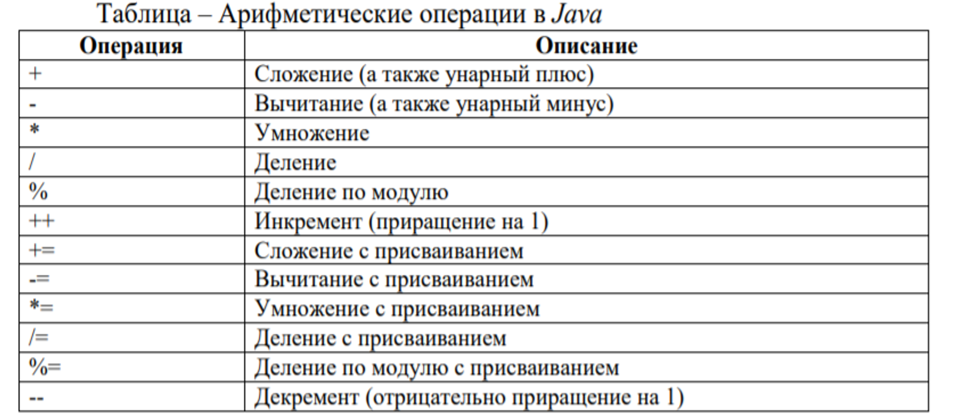 Таблица – Арифметические операции в Java
Операция Описание
+ Сложение (а также унарный плюс)
- Вычитание (а также унарный минус)
* Умножение
/ Деление
% Деление по модулю
++ Инкремент (приращение на 1)
+= Сложение с присваиванием
-= Вычитание с присваиванием
*= Умножение с присваиванием
/= Деление с присваиванием
%= Деление по модулю с присваиванием
-- Декремент (отрицательно приращение на 1)